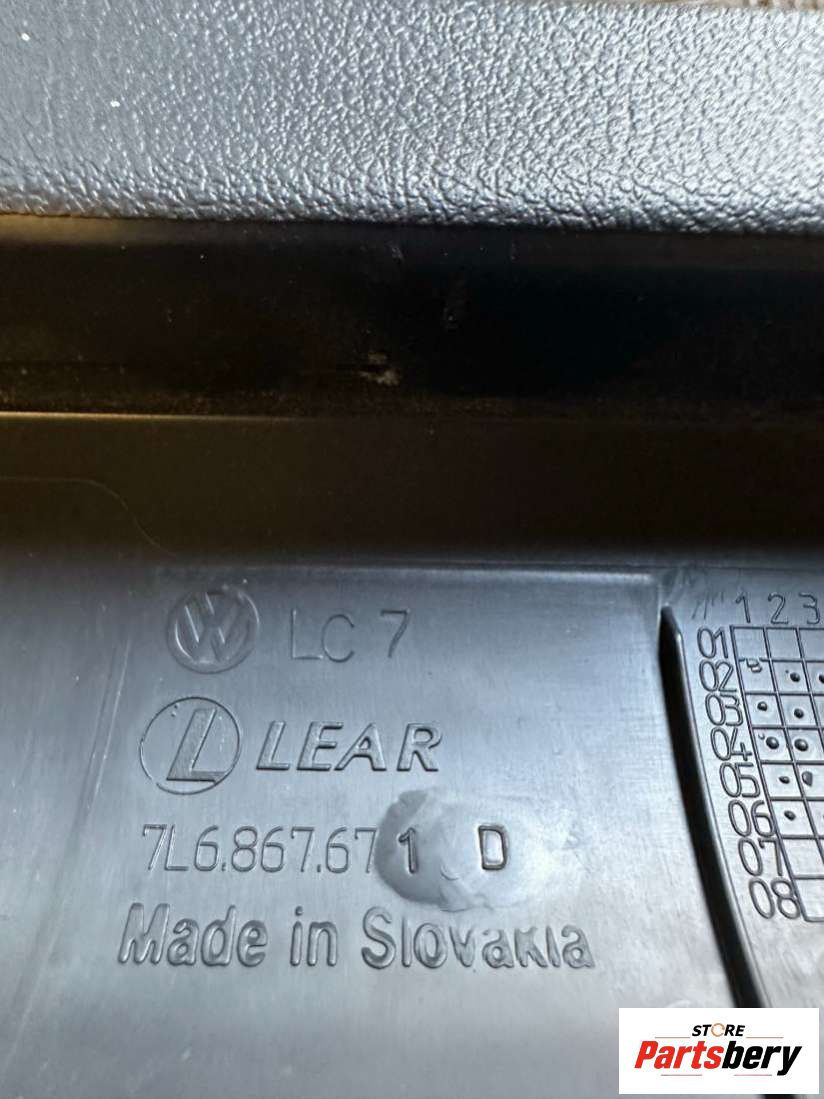 LC 7
LEAR
7L6.867.671 D
Made in Slovakia
1 2 3
01
02
03
04
05
06
07
08
STORE
Partsbery